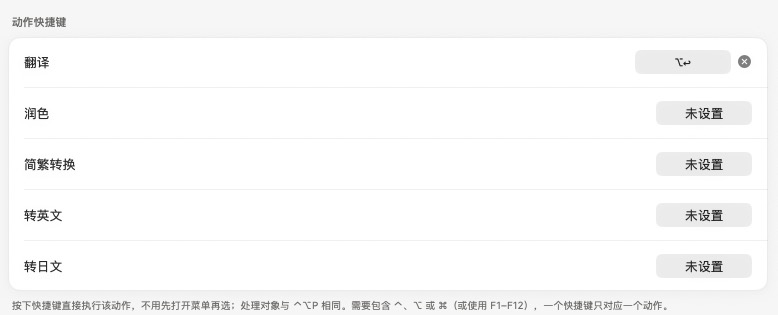 动作快捷键
翻译 ⌥↩
润色 未设置
简繁转换 未设置
转英文 未设置
转日文 未设置
按下快捷键直接执行该动作，不用先打开菜单再选；处理对象与 ^⌥P 相同。需要包含 ^、⌥ 或 ⌘（或使用 F1–F12），一个快捷键只对应一个动作。